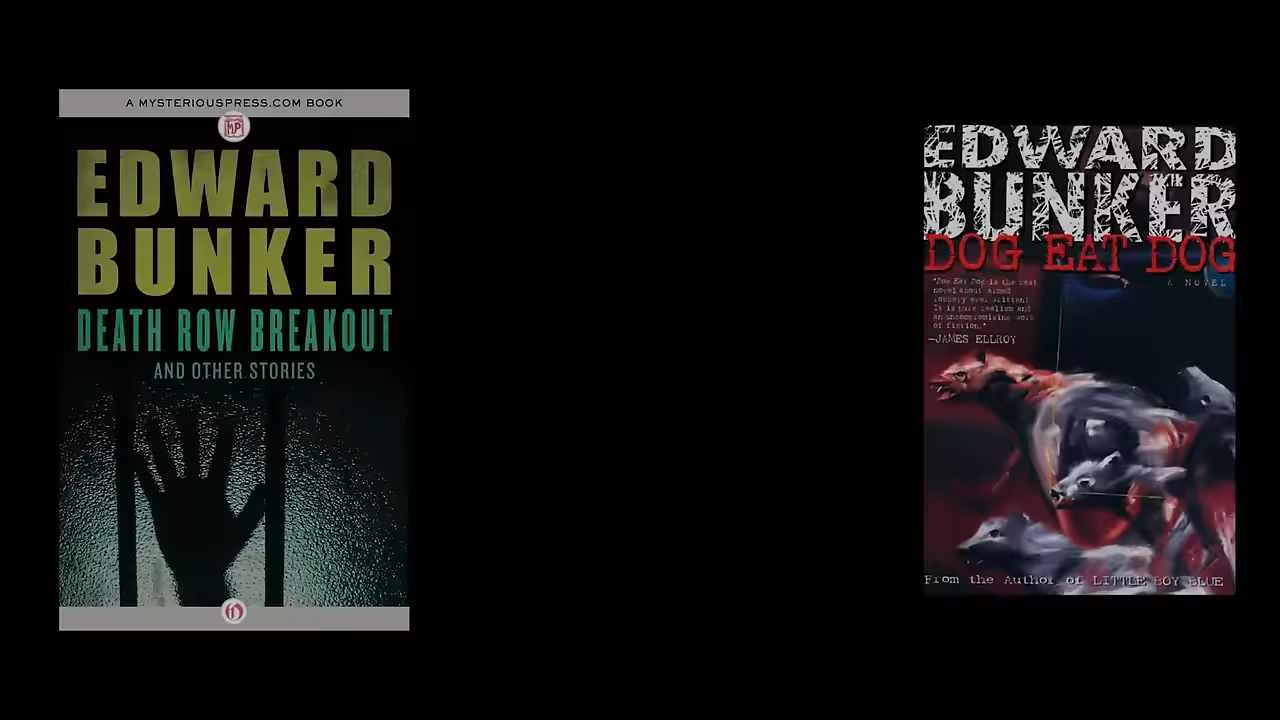 A MYSTERIOUSPRESS.COM BOOK
MP
EDWARD
BUNKER
DEATH ROW BREAKOUT
AND OTHER STORIES
EDWARD
BUNKER
DOG EAT DOG
A NOVEL
"Dog Eat Dog is the best
novel about armed
robbery ever written!
It is pure realism and
an uncompromising work
of fiction."
—JAMES ELLROY
From the Author of LITTLE BOY BLUE